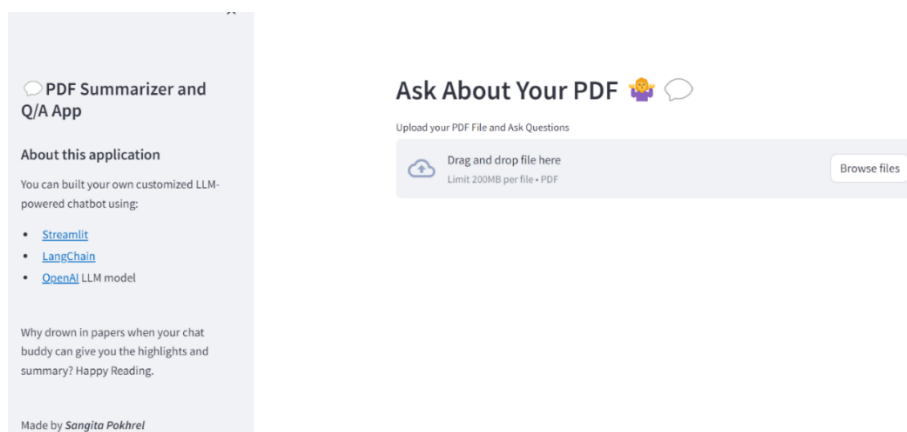 PDF Summarizer and
Q/A App
About this application
You can built your own customized LLM-
powered chatbot using:
• Streamlit
• LangChain
• OpenAI LLM model
Why drown in papers when your chat
buddy can give you the highlights and
summary? Happy Reading.
Made by Sangita Pokhrel
Ask About Your PDF
Upload your PDF File and Ask Questions
Drag and drop file here
Limit 200MB per file • PDF
Browse files